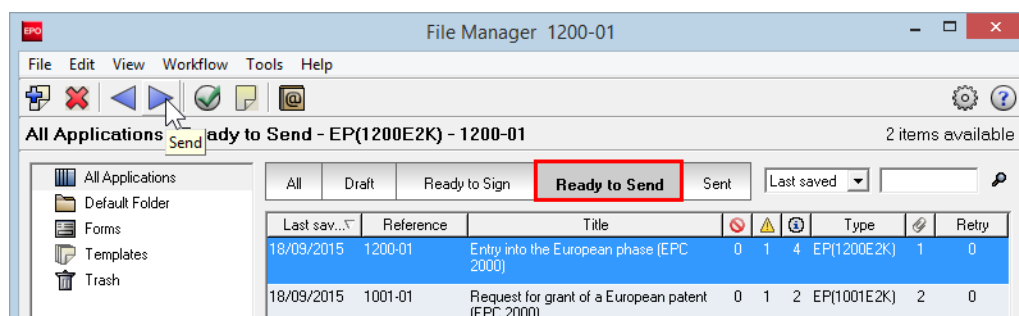 EPO File Manager 1200-01
File Edit View Workflow Tools Help
All Applications ady to Send - EP(1200E2K) - 1200-01 2 items available
Send
All Applications
Default Folder
Forms
Templates
Trash
All Draft Ready to Sign Ready to Send Sent Last saved
Last sav... Reference Title Type Retry
18/09/2015 1200-01 Entry into the European phase (EPC 0 1 4 EP(1200E2K) 1 0
2000)
18/09/2015 1001-01 Request for grant of a European patent 0 1 2 EP(1001E2K) 2 0
(EPC 2000)